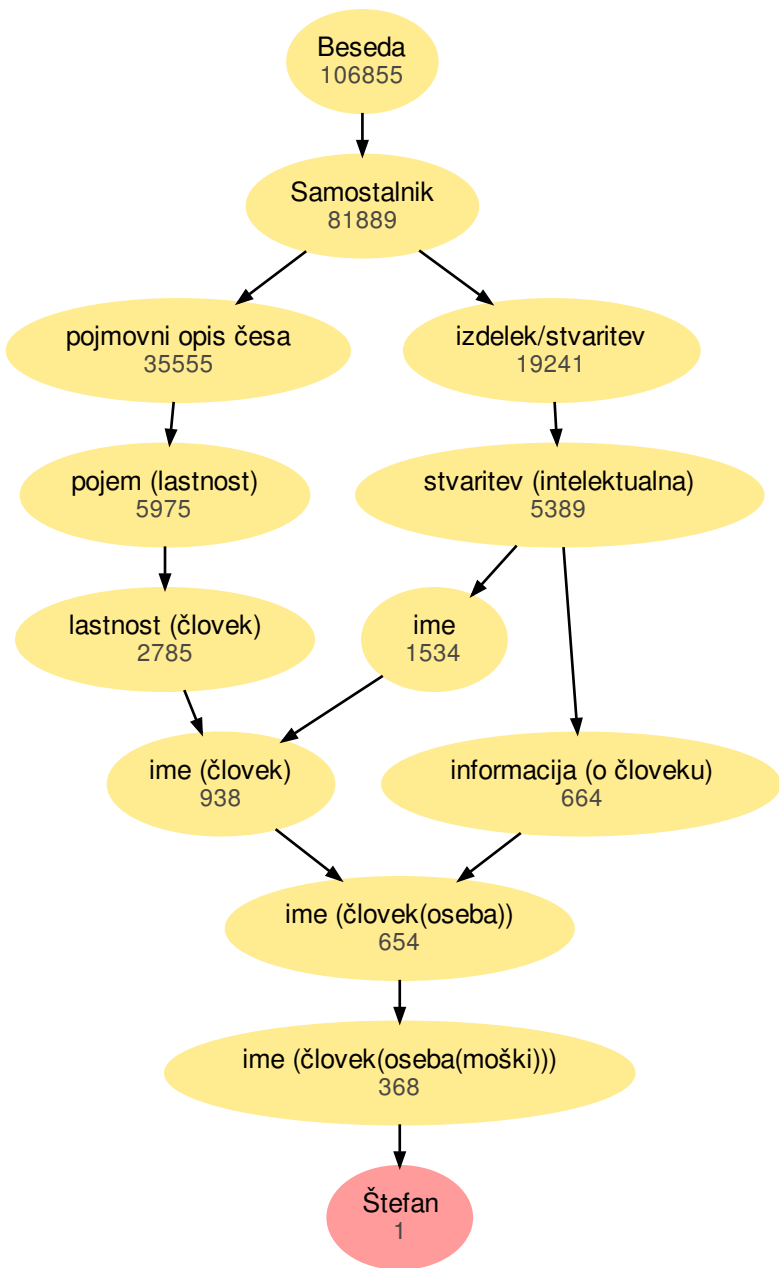 Beseda
106855
Samostalnik
81889
pojmovni opis česa
35555
izdelek/stvaritev
19241
pojem (lastnost)
5975
stvaritev (intelektualna)
5389
lastnost (človek)
2785
ime
1534
ime (človek)
938
informacija (o človeku)
664
ime (človek(oseba))
654
ime (človek(oseba(moški)))
368
Štefan
1